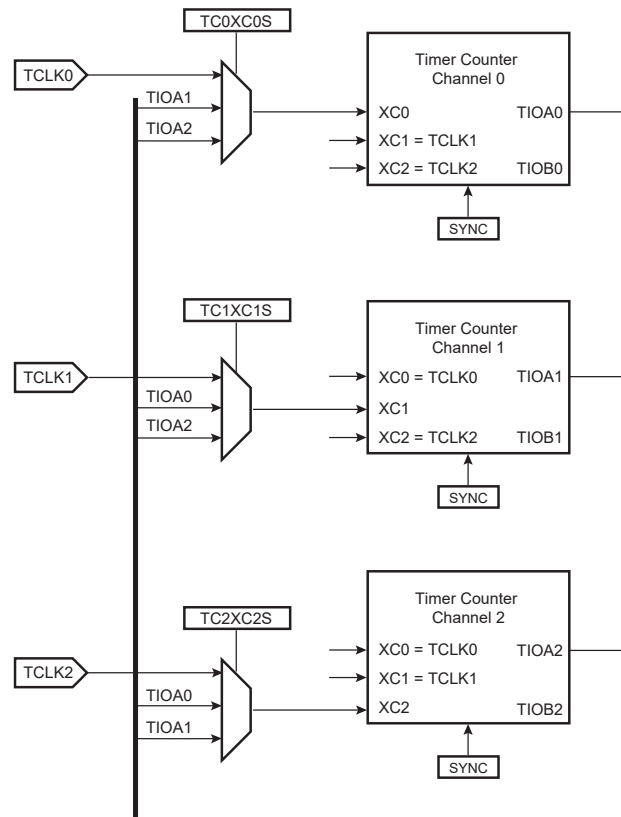 TC0XC0S
TCLK0
TIOA1
TIOA2
Timer Counter
Channel 0
XC0
TIOA0
XC1 = TCLK1
XC2 = TCLK2
TIOB0
SYNC
TC1XC1S
TCLK1
TIOA0
TIOA2
Timer Counter
Channel 1
XC0 = TCLK0
TIOA1
XC1
XC2 = TCLK2
TIOB1
SYNC
TC2XC2S
TCLK2
TIOA0
TIOA1
Timer Counter
Channel 2
XC0 = TCLK0
TIOA2
XC1 = TCLK1
XC2
TIOB2
SYNC